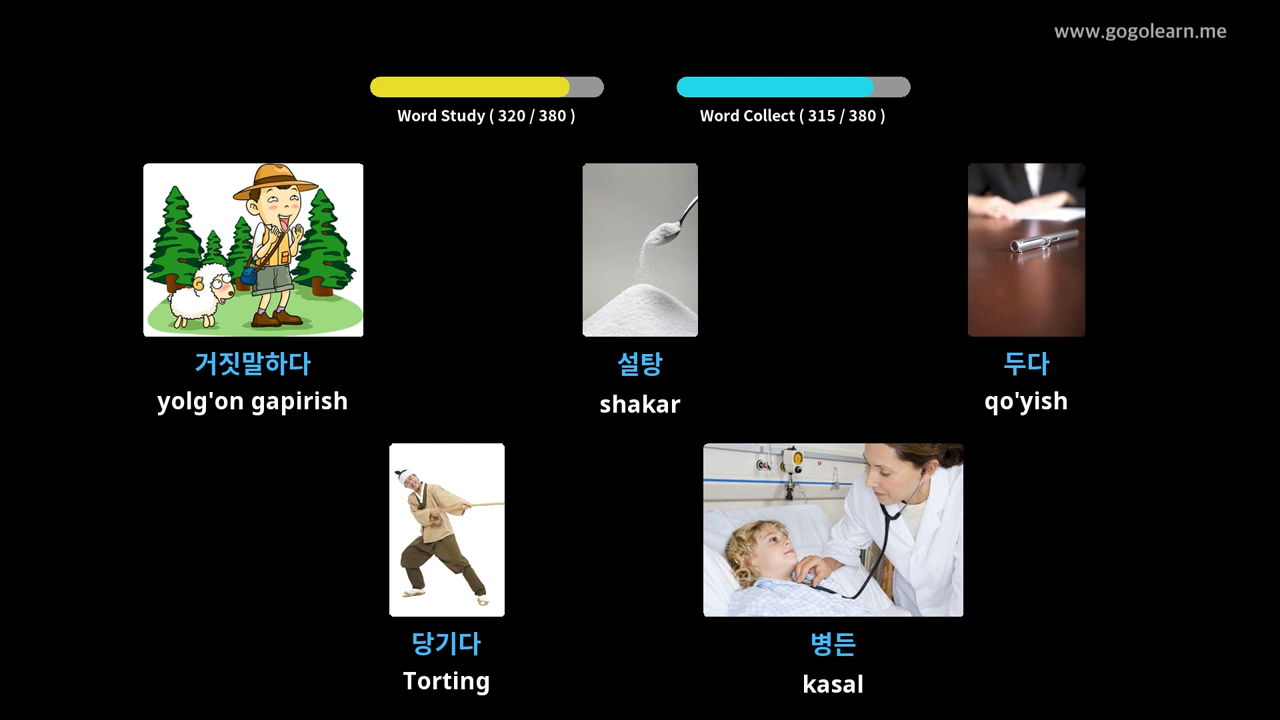 www.gogolearn.me
Word Study ( 320 / 380 )
Word Collect ( 315 / 380 )
거짓말하다
yolg'on gapirish
설탕
shakar
두다
qo'yish
당기다
Torting
병든
kasal